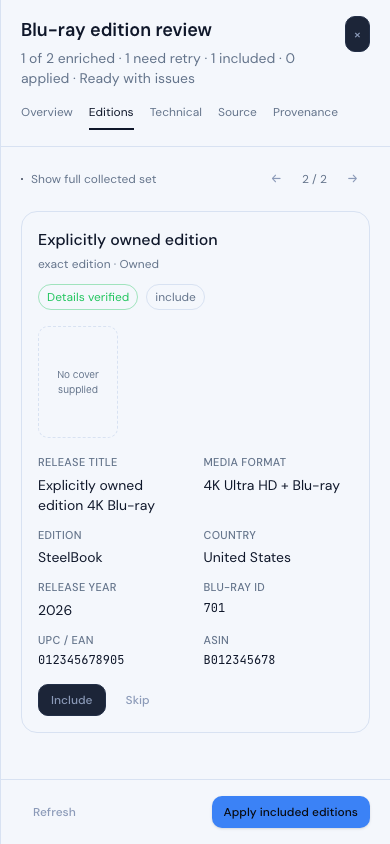 Blu-ray edition review
×
1 of 2 enriched · 1 need retry · 1 included · 0
applied · Ready with issues
Overview Editions Technical Source Provenance
· Show full collected set ← 2 / 2 →
Explicitly owned edition
exact edition · Owned
Details verified include
No cover
supplied
RELEASE TITLE MEDIA FORMAT
Explicitly owned 4K Ultra HD + Blu-ray
edition 4K Blu-ray
EDITION COUNTRY
SteelBook United States
RELEASE YEAR BLU-RAY ID
2026 701
UPC / EAN ASIN
012345678905 B012345678
Include Skip
Refresh Apply included editions